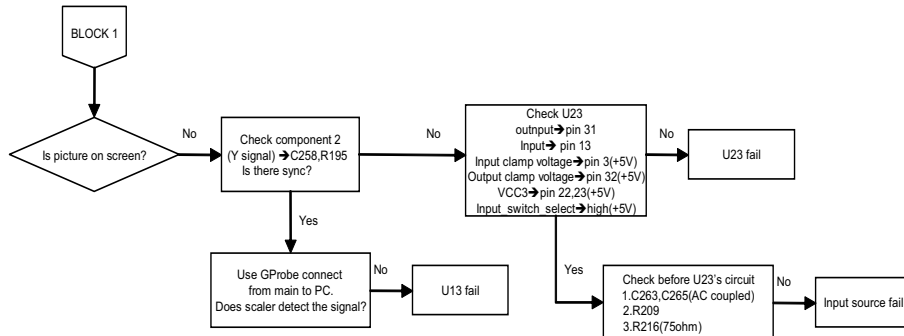 BLOCK 1
Is picture on screen?
No
Check component 2
(Y signal) ➔C258,R195
Is there sync?
No
Check U23
outnput➔pin 31
Input➔pin 13
Input clamp voltage➔pin 3(+5V)
Output clamp voltage➔pin 32(+5V)
VCC3➔pin 22,23(+5V)
Input_switch_select➔high(+5V)
No
U23 fail
Yes
Use GProbe connect
from main to PC.
Does scaler detect the signal?
No
U13 fail
Yes
Check before U23's circuit
1.C263,C265(AC coupled)
2.R209
3.R216(75ohm)
No
Input source fail